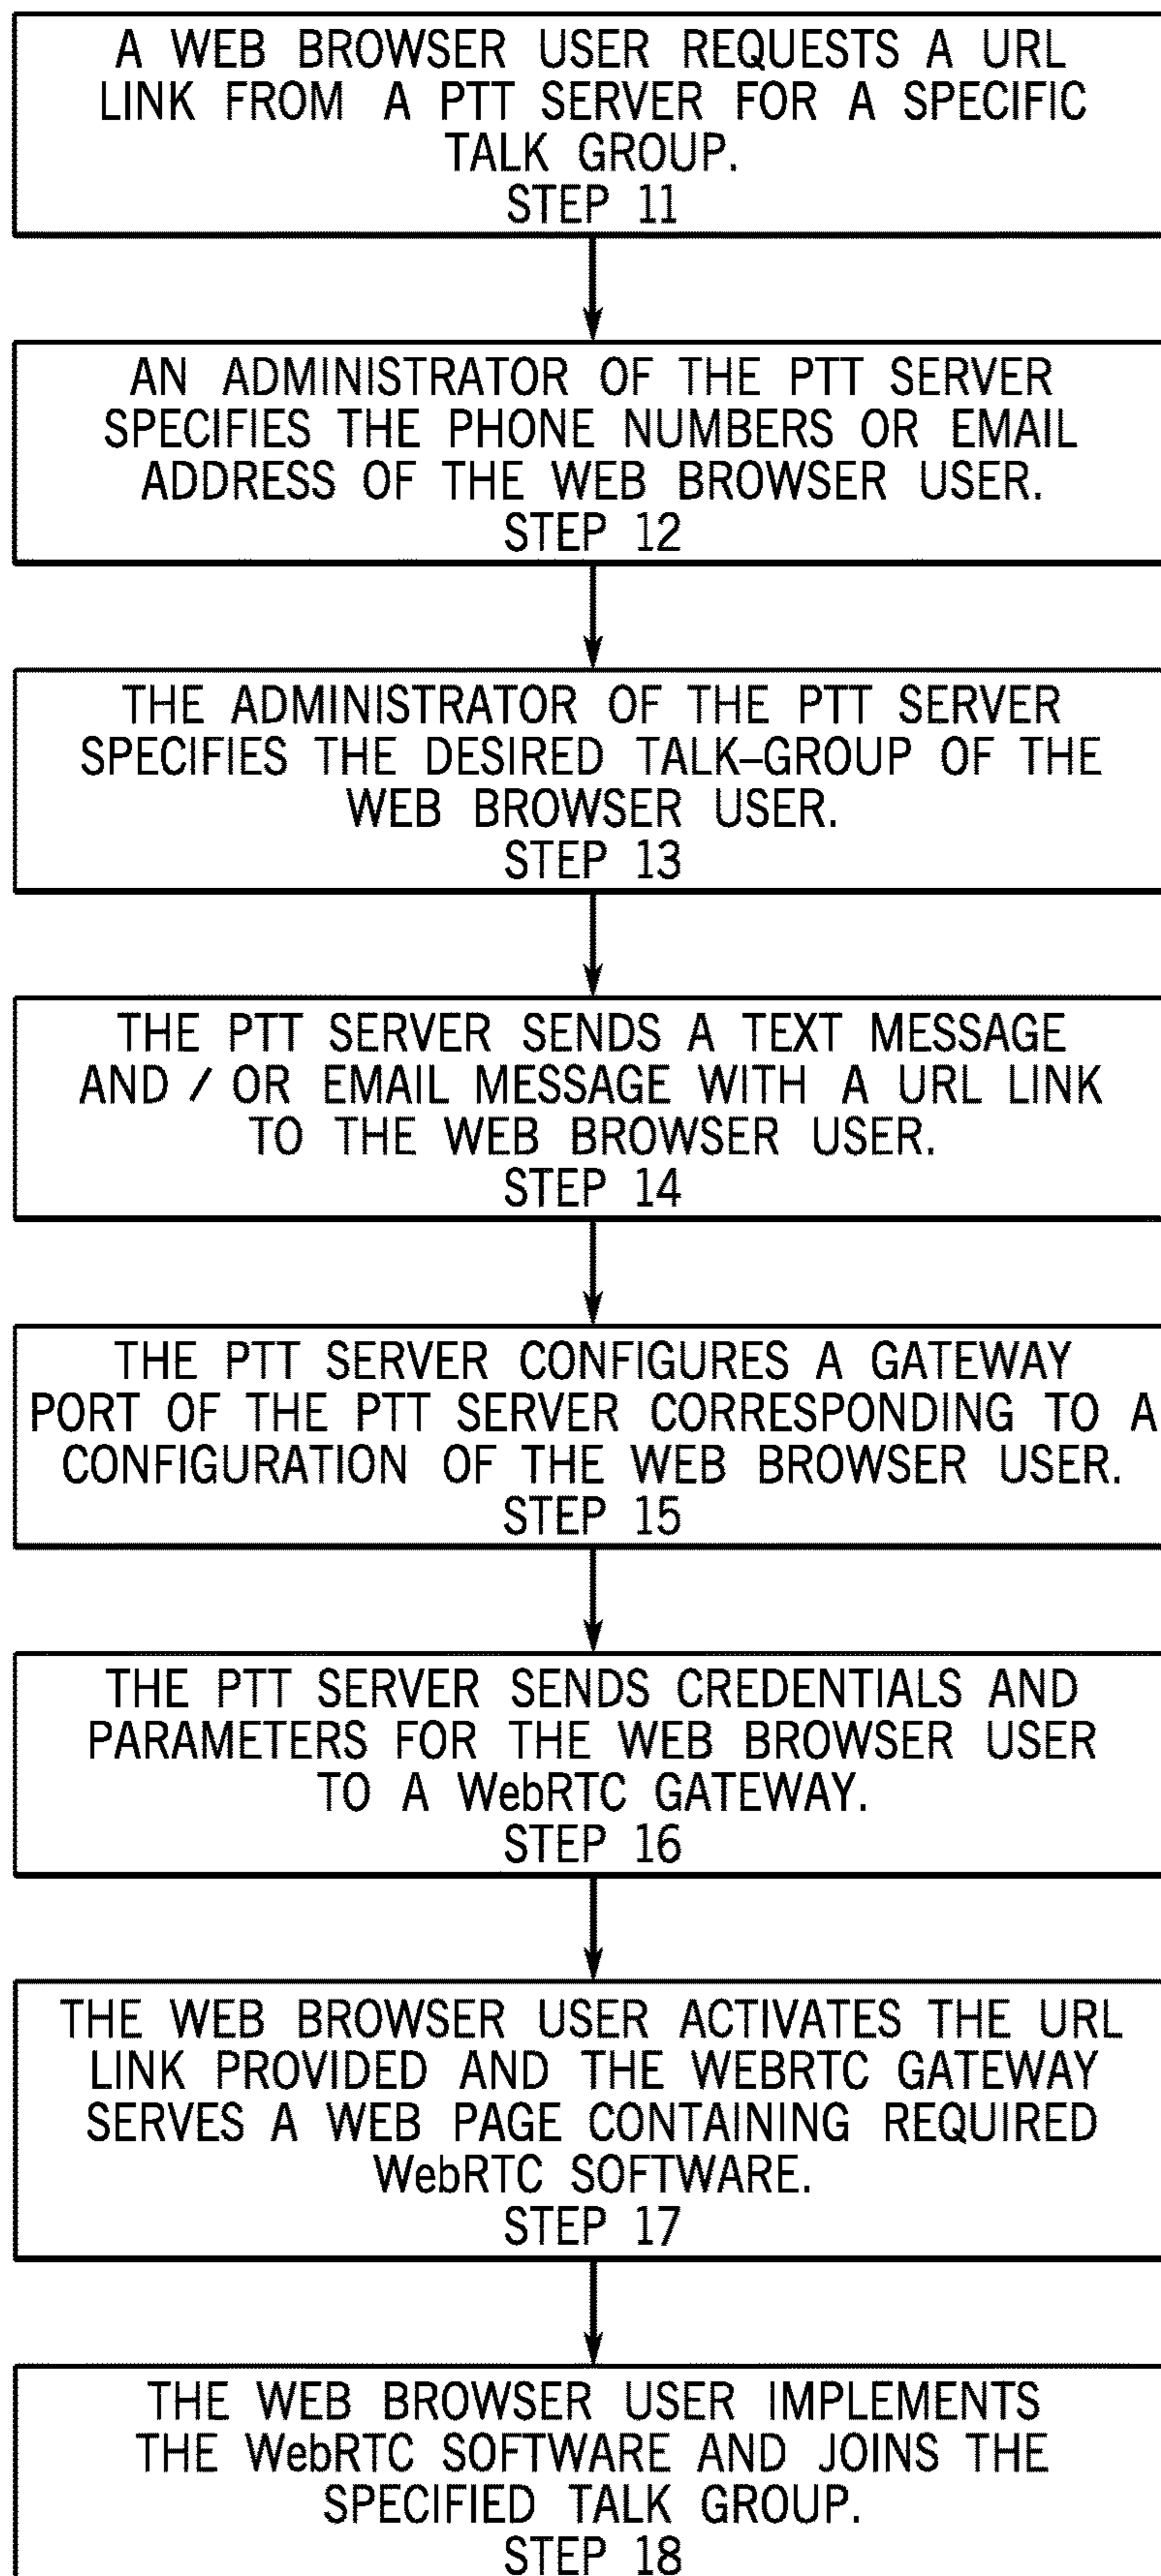 A WEB BROWSER USER REQUESTS A URL
LINK FROM A PTT SERVER FOR A SPECIFIC
TALK GROUP.
STEP 11
AN ADMINISTRATOR OF THE PTT SERVER
SPECIFIES THE PHONE NUMBERS OR EMAIL
ADDRESS OF THE WEB BROWSER USER.
STEP 12
THE ADMINISTRATOR OF THE PTT SERVER
SPECIFIES THE DESIRED TALK–GROUP OF THE
WEB BROWSER USER.
STEP 13
THE PTT SERVER SENDS A TEXT MESSAGE
AND / OR EMAIL MESSAGE WITH A URL LINK
TO THE WEB BROWSER USER.
STEP 14
THE PTT SERVER CONFIGURES A GATEWAY
PORT OF THE PTT SERVER CORRESPONDING TO A
CONFIGURATION OF THE WEB BROWSER USER.
STEP 15
THE PTT SERVER SENDS CREDENTIALS AND
PARAMETERS FOR THE WEB BROWSER USER
TO A WebRTC GATEWAY.
STEP 16
THE WEB BROWSER USER ACTIVATES THE URL
LINK PROVIDED AND THE WEBRTC GATEWAY
SERVES A WEB PAGE CONTAINING REQUIRED
WebRTC SOFTWARE.
STEP 17
THE WEB BROWSER USER IMPLEMENTS
THE WebRTC SOFTWARE AND JOINS THE
SPECIFIED TALK GROUP.
STEP 18